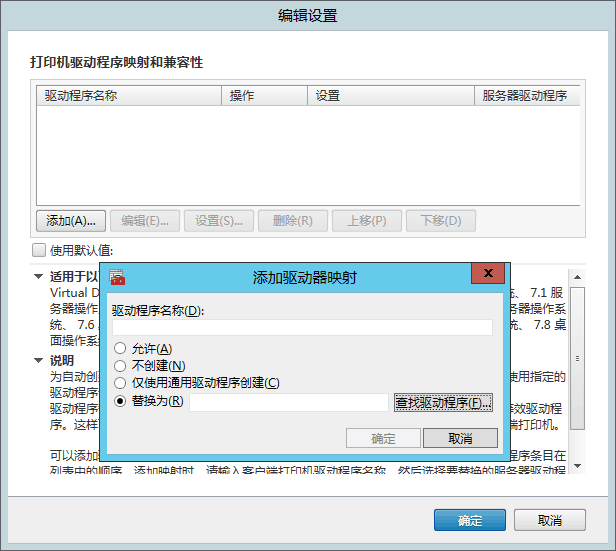 编辑设置
打印机驱动程序映射和兼容性
驱动程序名称 操作 设置 服务器驱动程序
添加(A)... 编辑(E)... 设置(S)... 删除(R) 上移(P) 下移(D)
使用默认值:
适用于以
Virtual D
统、 7.1 服
务器操作
务器操作系
统、 7.6
统、 7.8 桌
面操作系
说明
为自动创
使用指定的
驱动程序
驱动程序
等效驱动程
序。这样
端打印机。
可以添加
程序条目在
列表中的顺序。添加映射时，请输入客户端打印机驱动程序名称，然后选择要替换的服务器驱动程
添加驱动器映射
x
驱动程序名称(D):
允许(A)
不创建(N)
仅使用通用驱动程序创建(C)
替换为(R) 查找驱动程序(F)...
确定 取消
确定 取消